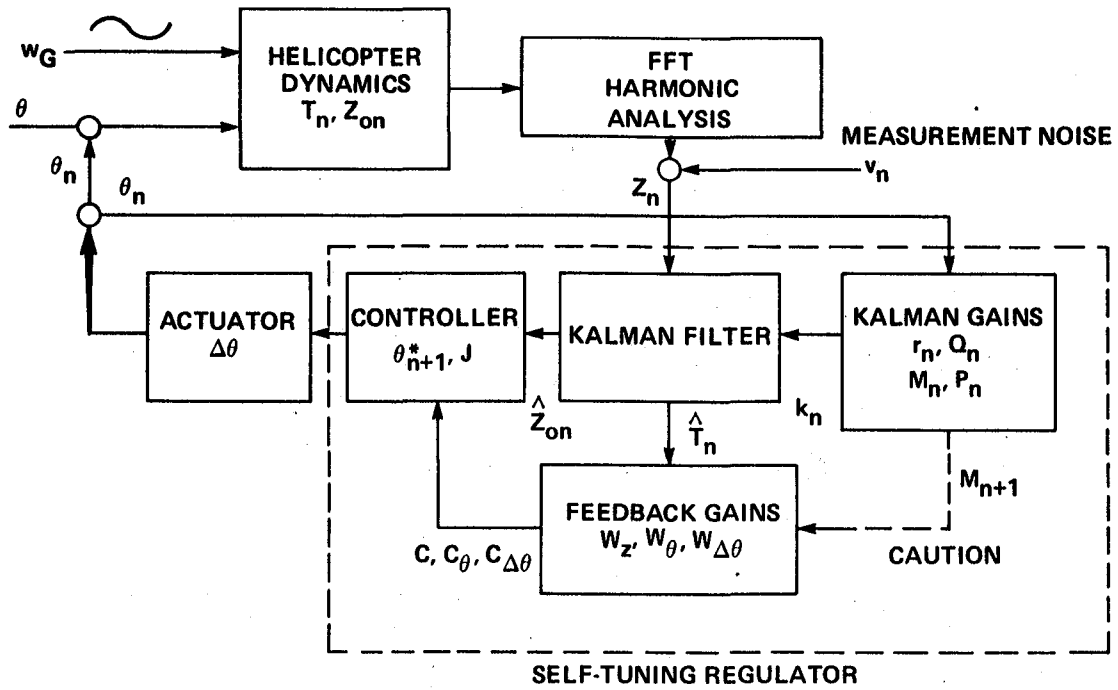 w_G
θ
HELICOPTER
DYNAMICS
T_n, Z_on
FFT
HARMONIC
ANALYSIS
MEASUREMENT NOISE
v_n
Z_n
θ_n
θ_n
ACTUATOR
Δθ
CONTROLLER
θ*_n+1, J
KALMAN FILTER
KALMAN GAINS
r_n, Q_n
M_n, P_n
Ẑ_on
T̂_n
k_n
M_n+1
FEEDBACK GAINS
W_z, W_θ, W_Δθ
C, C_θ, C_Δθ
CAUTION
SELF-TUNING REGULATOR